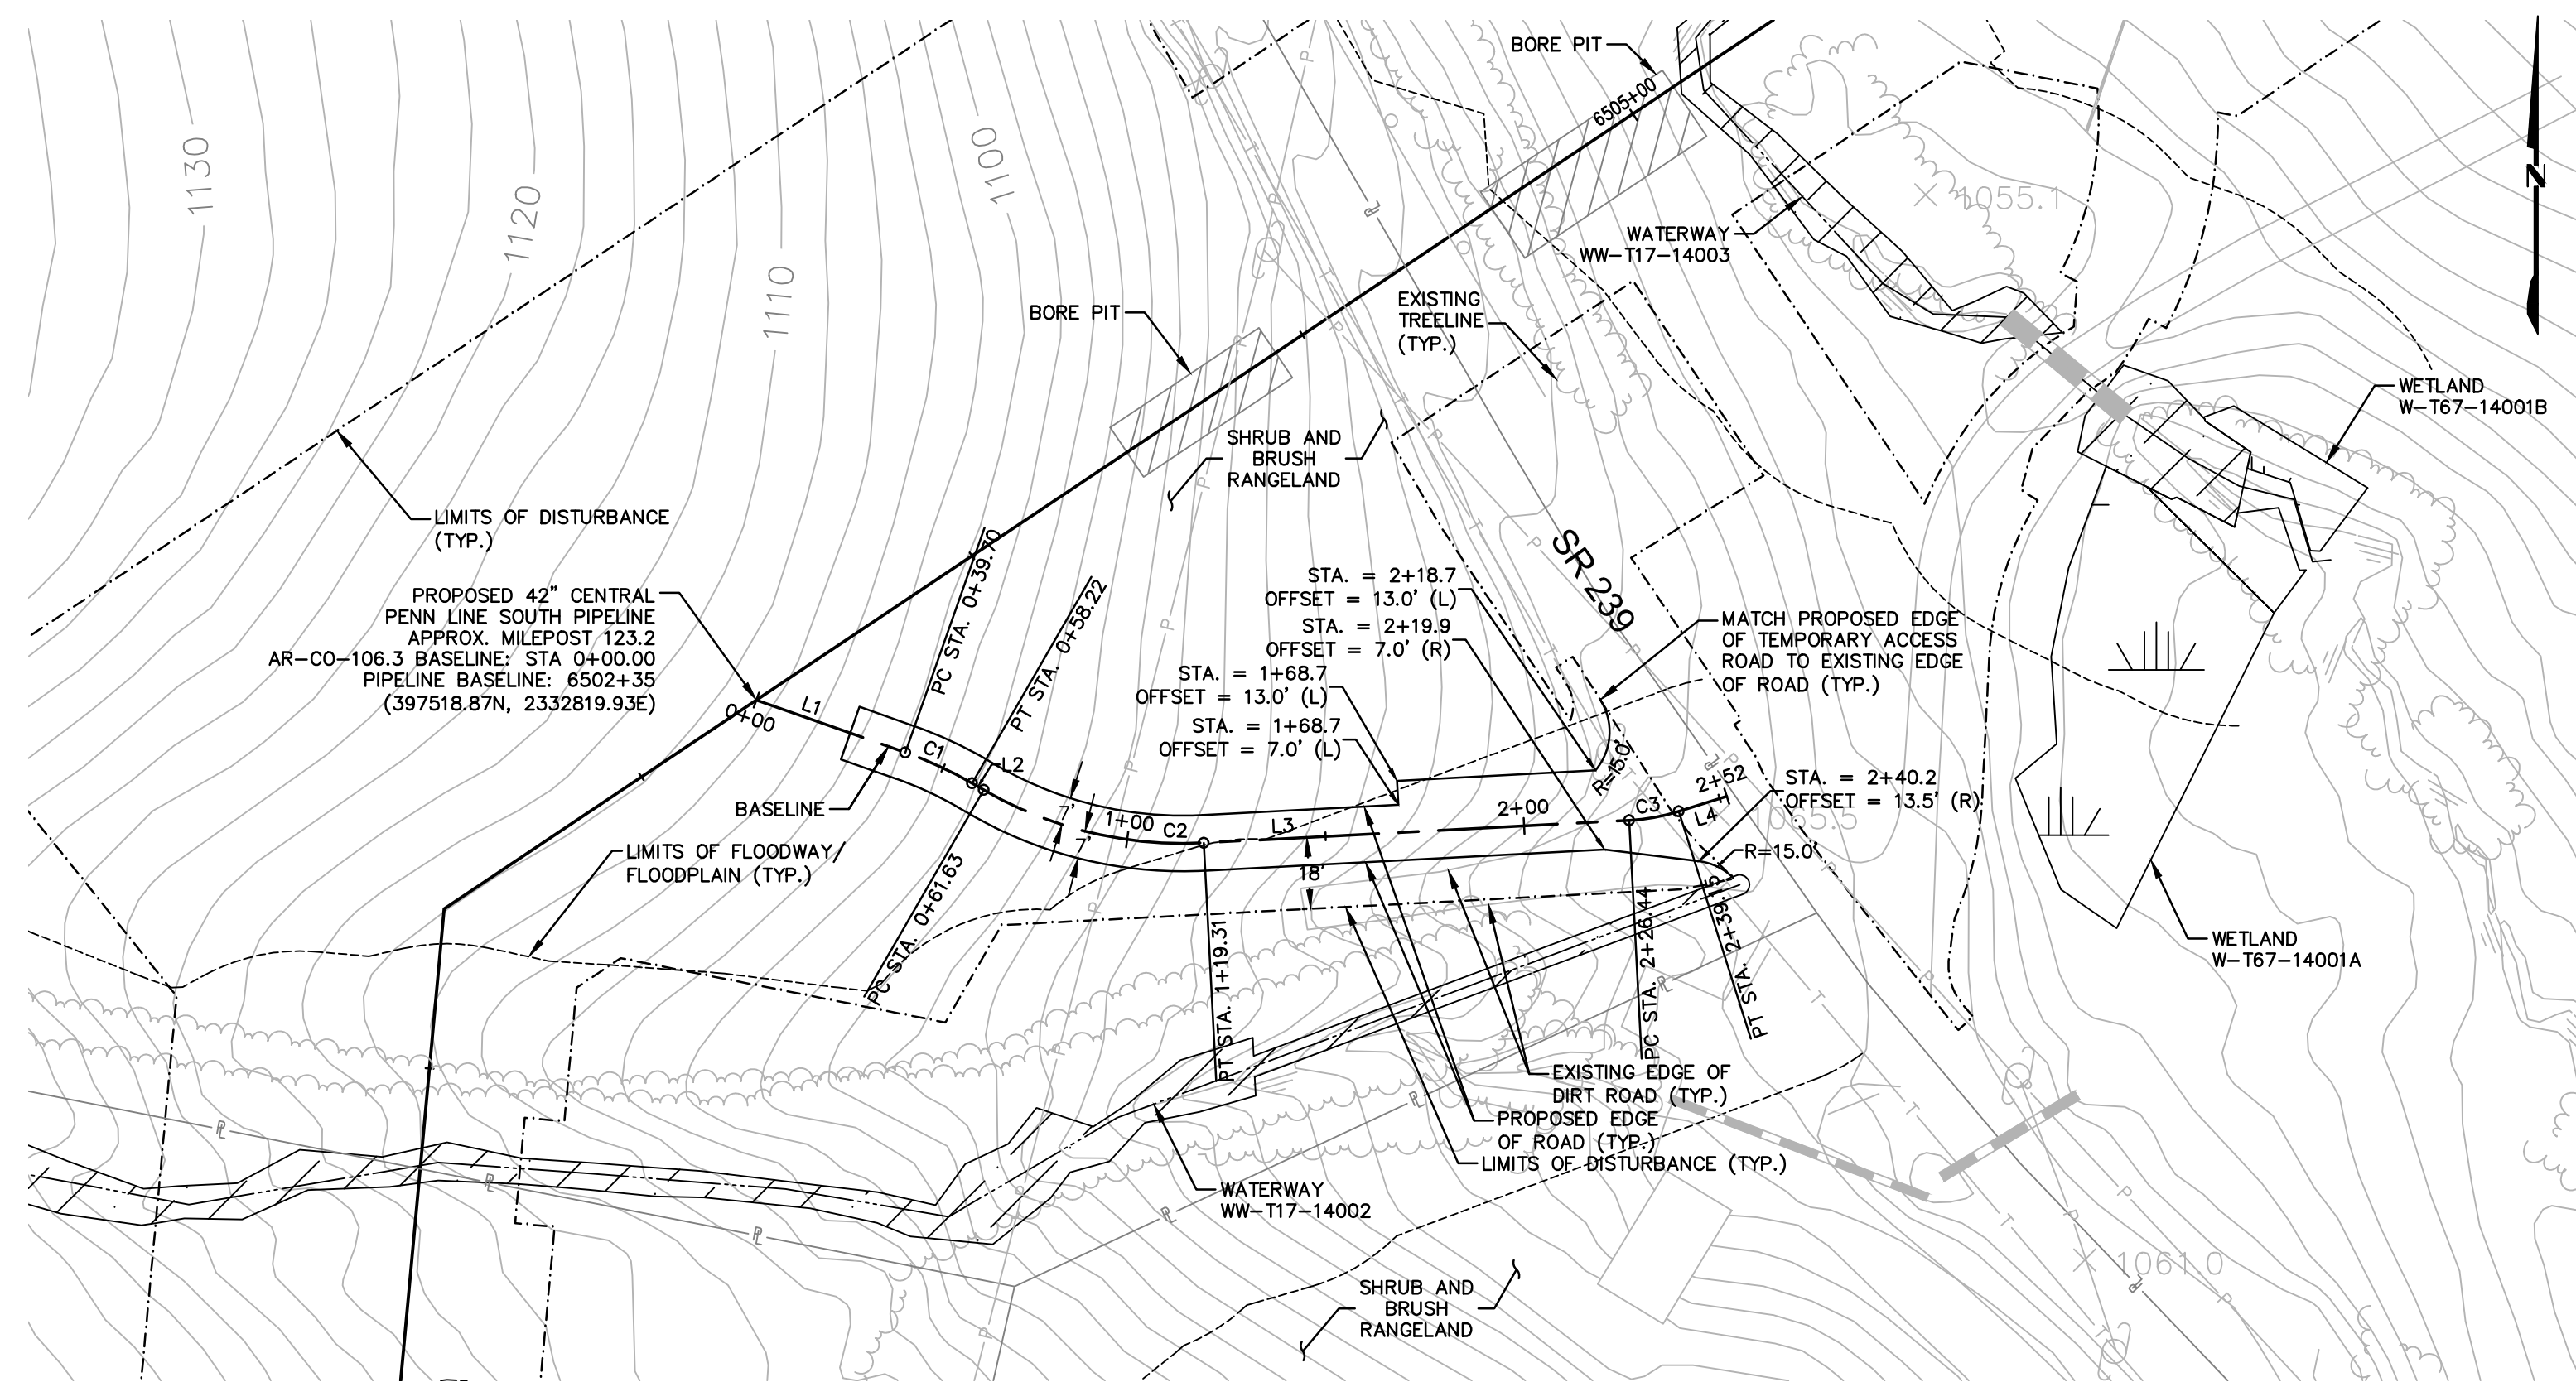 BORE PIT
6505+00
N
1130
1120
1110
1100
1055.1
WATERWAY
WW-T17-14003
BORE PIT
EXISTING
TREELINE
(TYP.)
WETLAND
W-T67-14001B
SHRUB AND
BRUSH
RANGELAND
LIMITS OF DISTURBANCE
(TYP.)
SR 239
PROPOSED 42” CENTRAL
PENN LINE SOUTH PIPELINE
APPROX. MILEPOST 123.2
AR-CO-106.3 BASELINE: STA 0+00.00
PIPELINE BASELINE: 6502+35
(397518.87N, 2332819.93E)
0+00
L1
PC STA. 0+39.70
PT STA. 0+58.22
STA. = 2+18.7
OFFSET = 13.0' (L)
STA. = 2+19.9
OFFSET = 7.0' (R)
STA. = 1+68.7
OFFSET = 13.0' (L)
STA. = 1+68.7
OFFSET = 7.0' (L)
MATCH PROPOSED EDGE
OF TEMPORARY ACCESS
ROAD TO EXISTING EDGE
OF ROAD (TYP.)
C1
L2
BASELINE
7'
7'
1+00
C2
L3
2+00
R=15.0'
C3
2+52
L4
STA. = 2+40.2
OFFSET = 13.5' (R)
1065.5
R=15.0'
18'
LIMITS OF FLOODWAY/
FLOODPLAIN (TYP.)
PC STA. 0+61.63
PT STA. 1+19.31
PC STA. 2+26.44
PT STA. 2+39.15
WETLAND
W-T67-14001A
EXISTING EDGE OF
DIRT ROAD (TYP.)
PROPOSED EDGE
OF ROAD (TYP.)
LIMITS OF DISTURBANCE (TYP.)
WATERWAY
WW-T17-14002
SHRUB AND
BRUSH
RANGELAND
1061.0